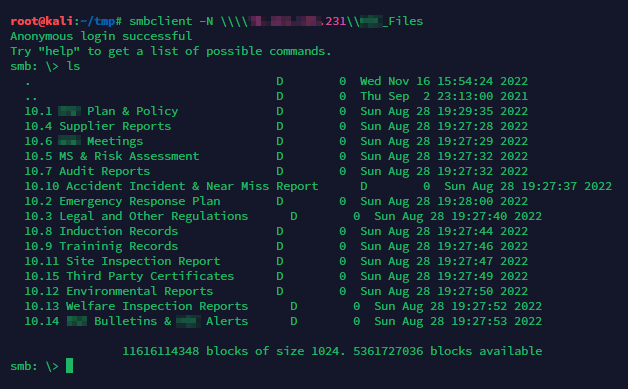 root@kali:~/tmp# smbclient -N \\\\ .231\\ _Files
Anonymous login successful
Try "help" to get a list of possible commands.
smb: \> ls
. D 0 Wed Nov 16 15:54:24 2022
.. D 0 Thu Sep 2 23:13:00 2021
10.1 Plan & Policy D 0 Sun Aug 28 19:29:35 2022
10.4 Supplier Reports D 0 Sun Aug 28 19:27:28 2022
10.6 Meetings D 0 Sun Aug 28 19:27:29 2022
10.5 MS & Risk Assessment D 0 Sun Aug 28 19:27:32 2022
10.7 Audit Reports D 0 Sun Aug 28 19:27:32 2022
10.10 Accident Incident & Near Miss Report D 0 Sun Aug 28 19:27:37 2022
10.2 Emergency Response Plan D 0 Sun Aug 28 19:28:00 2022
10.3 Legal and Other Regulations D 0 Sun Aug 28 19:27:40 2022
10.8 Induction Records D 0 Sun Aug 28 19:27:44 2022
10.9 Traininig Records D 0 Sun Aug 28 19:27:46 2022
10.11 Site Inspection Report D 0 Sun Aug 28 19:27:47 2022
10.15 Third Party Certificates D 0 Sun Aug 28 19:27:49 2022
10.12 Environmental Reports D 0 Sun Aug 28 19:27:50 2022
10.13 Welfare Inspection Reports D 0 Sun Aug 28 19:27:52 2022
10.14 Bulletins & Alerts D 0 Sun Aug 28 19:27:53 2022
11616114348 blocks of size 1024. 5361727036 blocks available
smb: \>